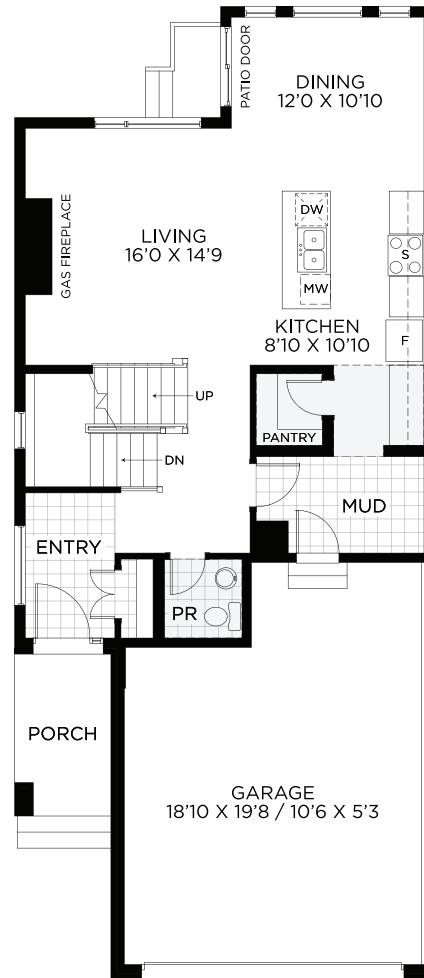 PATIO DOOR
DINING
12'0 X 10'10
GAS FIREPLACE
LIVING
16'0 X 14'9
DW
MW
S
KITCHEN
8'10 X 10'10
F
UP
PANTRY
DN
MUD
ENTRY
PR
PORCH
GARAGE
18'10 X 19'8 / 10'6 X 5'3